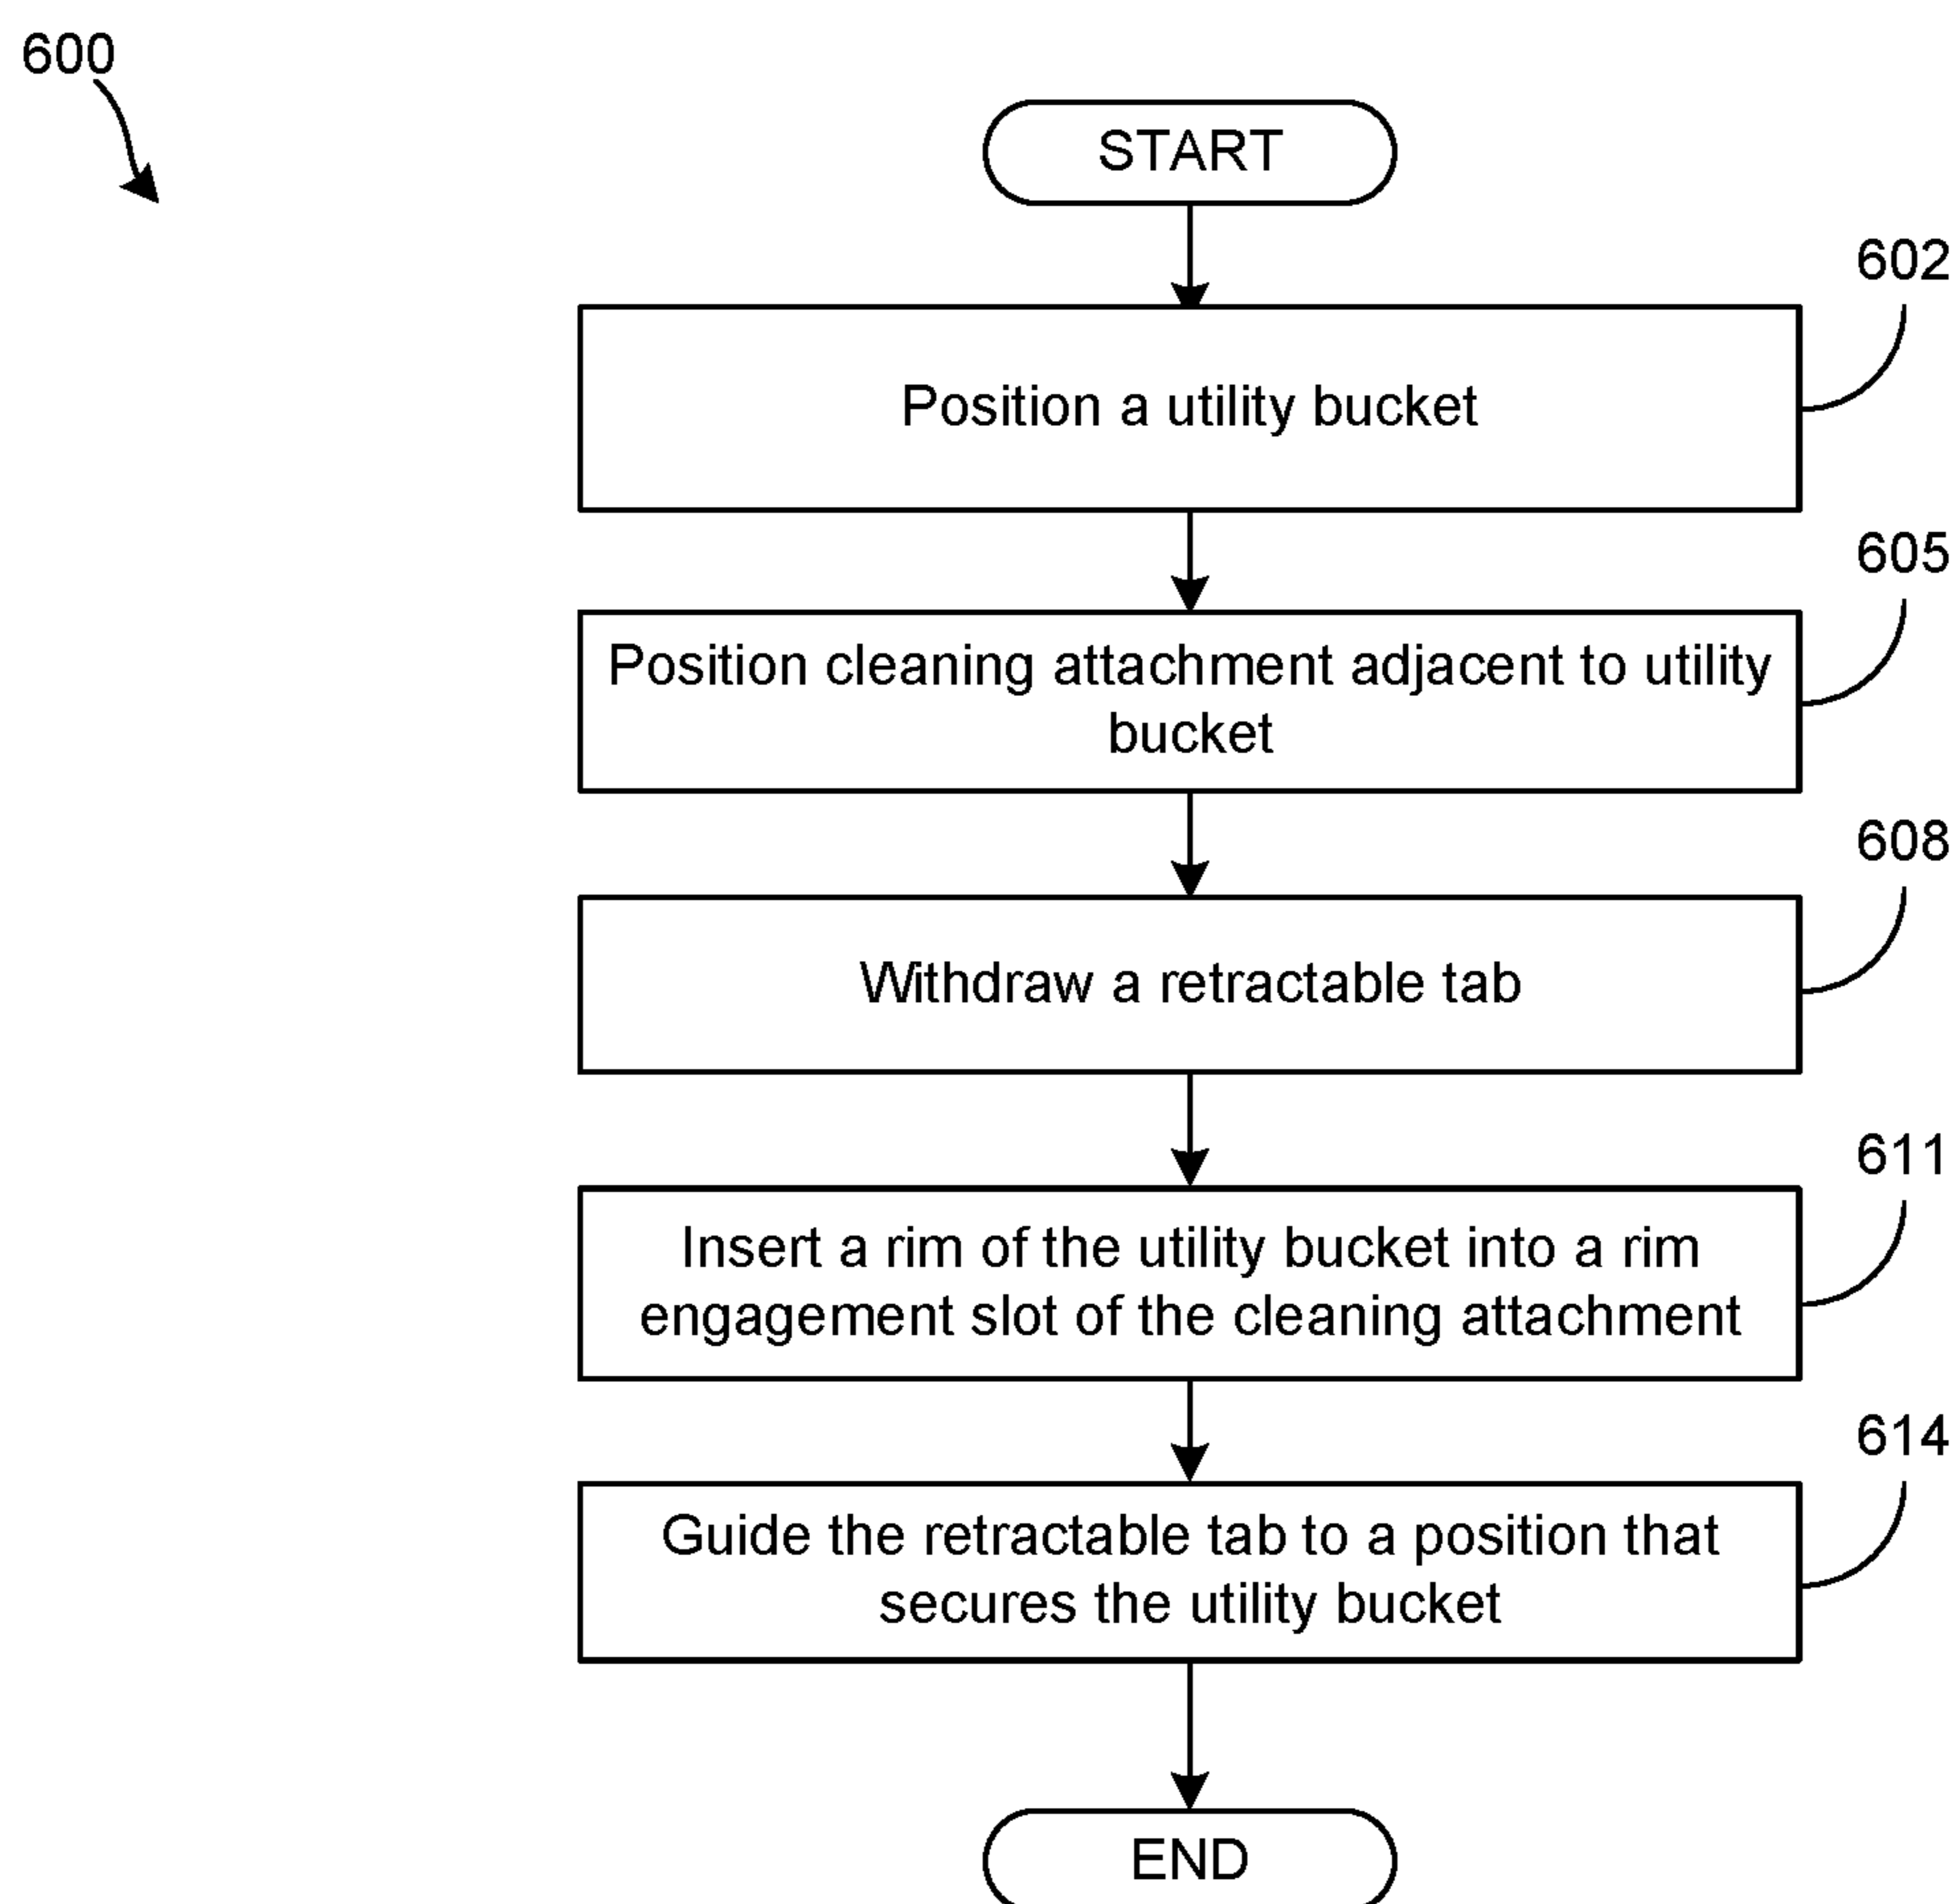 600
START
602
Position a utility bucket
605
Position cleaning attachment adjacent to utility
bucket
608
Withdraw a retractable tab
611
Insert a rim of the utility bucket into a rim
engagement slot of the cleaning attachment
614
Guide the retractable tab to a position that
secures the utility bucket
END